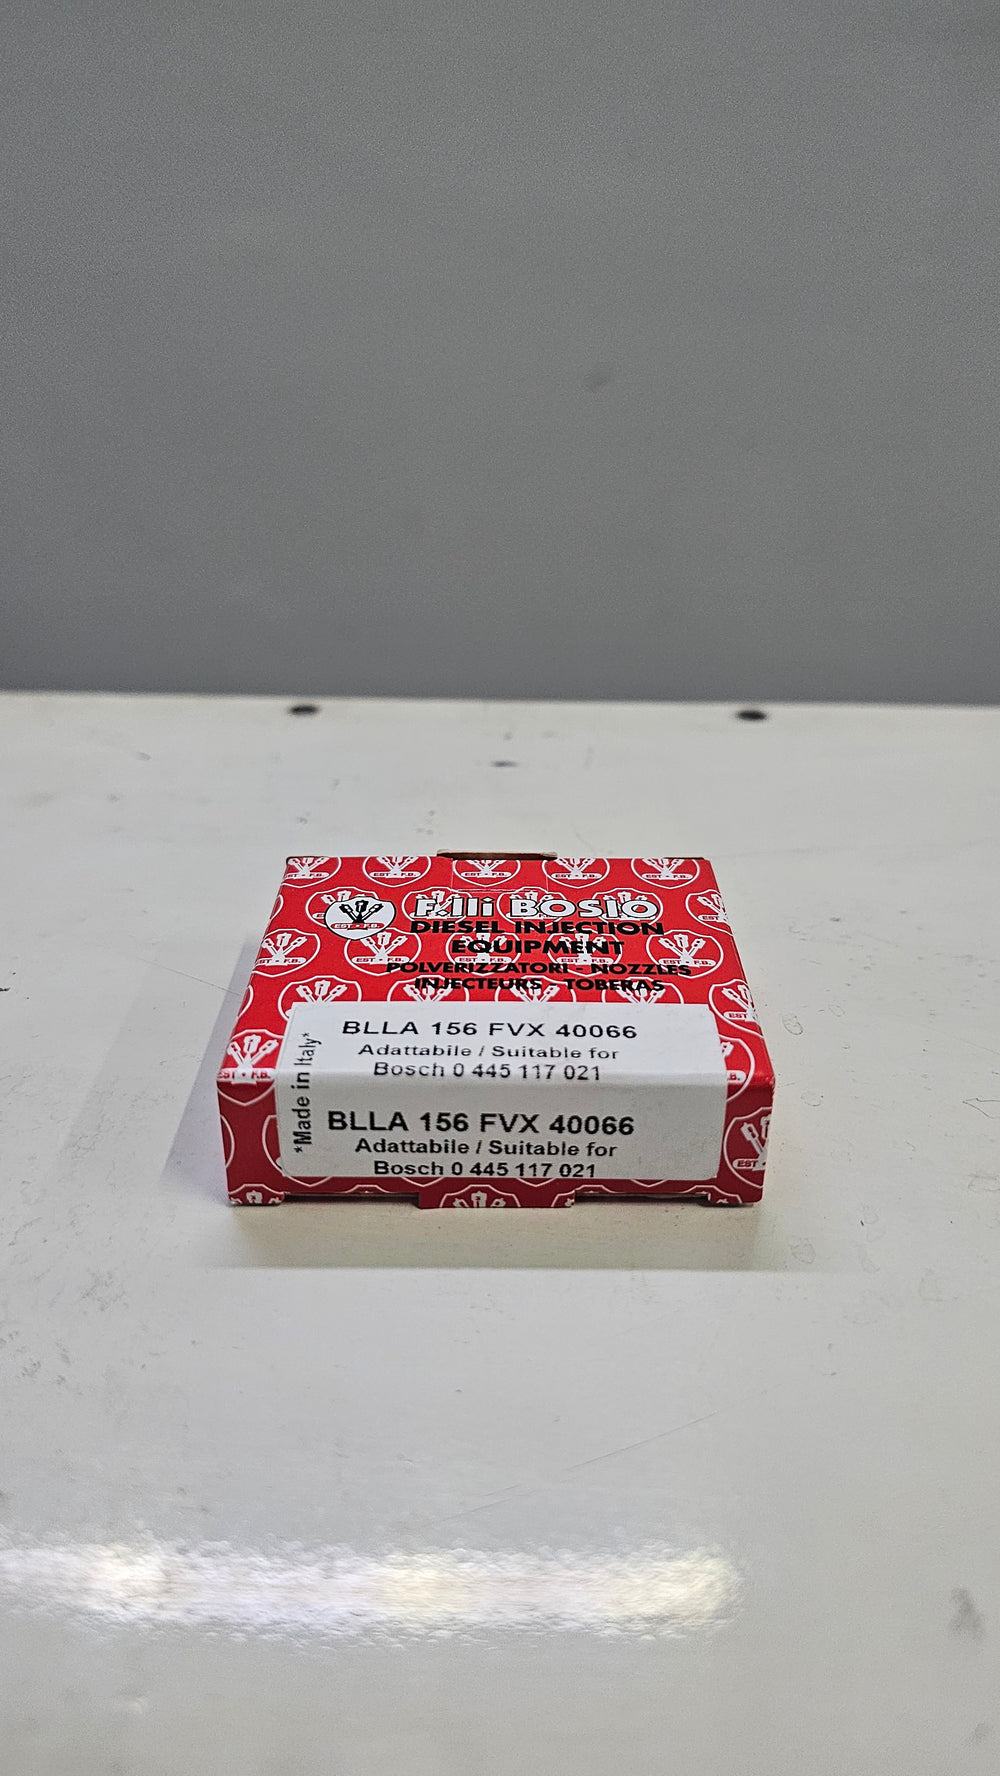 F.lli BOSIO
DIESEL INJECTION
EQUIPMENT
POLVERIZZATORI - NOZZLES
INJECTEURS - TOBERAS
EST • F.B.
*Made in Italy*
BLLA 156 FVX 40066
Adattabile / Suitable for
Bosch 0 445 117 021
BLLA 156 FVX 40066
Adattabile / Suitable for
Bosch 0 445 117 021